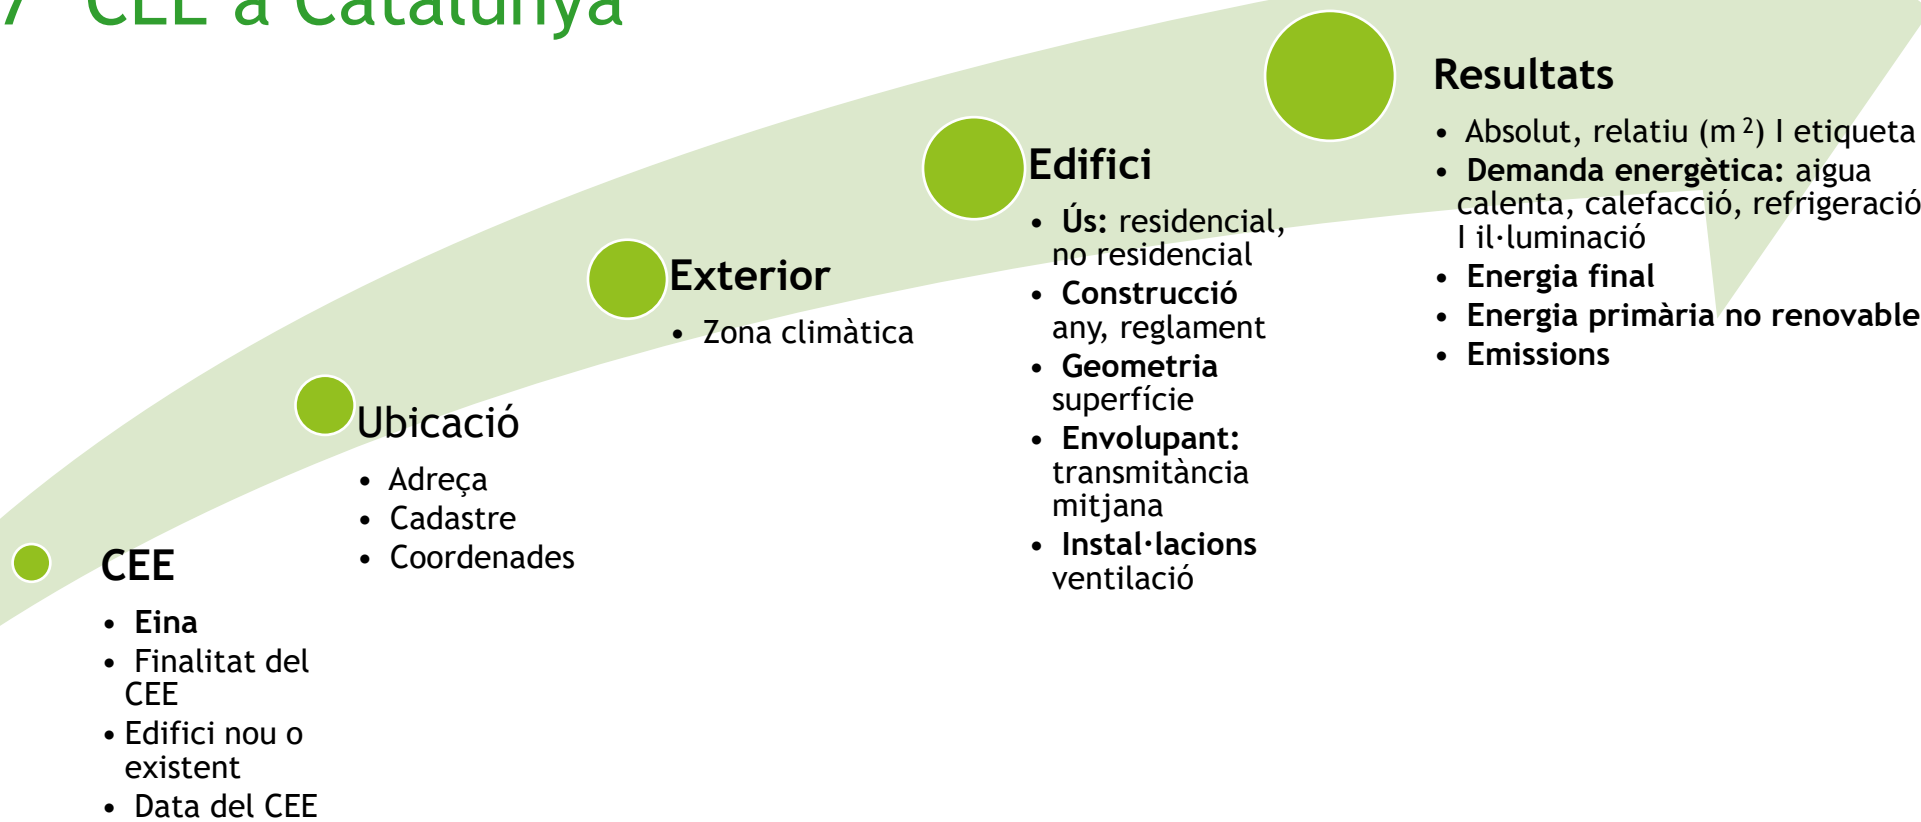 7 CEE a Catalunya
CEE
• Eina
• Finalitat del
CEE
• Edifici nou o
existent
• Data del CEE
Ubicació
• Adreça
• Cadastre
• Coordenades
Exterior
• Zona climàtica
Edifici
• Ús: residencial,
no residencial
• Construcció
any, reglament
• Geometria
superfície
• Envolupant:
transmitància
mitjana
• Instal·lacions
ventilació
Resultats
• Absolut, relatiu (m²) I etiqueta
• Demanda energètica: aigua
calenta, calefacció, refrigeració
I il·luminació
• Energia final
• Energia primària no renovable
• Emissions